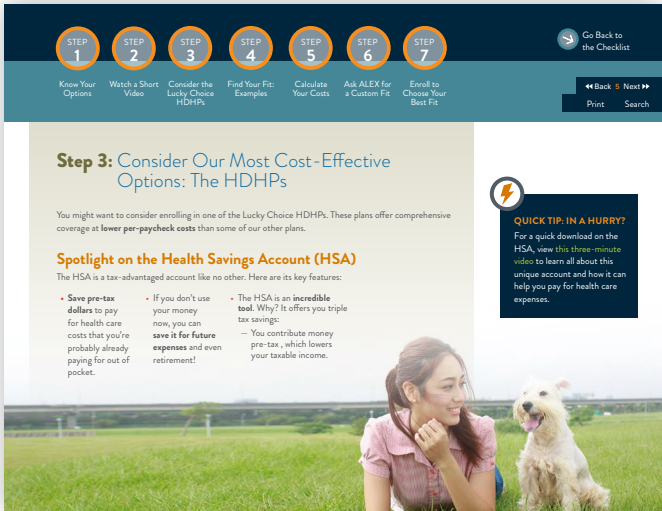 STEP 1
STEP 2
STEP 3
STEP 4
STEP 5
STEP 6
STEP 7
Know Your
Options
Watch a Short
Video
Consider the
Lucky Choice
HDHPs
Find Your Fit:
Examples
Calculate
Your Costs
Ask ALEX for
a Custom Fit
Enroll to
Choose Your
Best Fit
Go Back to
the Checklist
Back 5 Next
Print Search
Step 3: Consider Our Most Cost-Effective
Options: The HDHPs
You might want to consider enrolling in one of the Lucky Choice HDHPs. These plans offer comprehensive
coverage at lower per-paycheck costs than some of our other plans.
Spotlight on the Health Savings Account (HSA)
The HSA is a tax-advantaged account like no other. Here are its key features:
• Save pre-tax
dollars to pay
for health care
costs that you're
probably already
paying for out of
pocket.
• If you don't use
your money
now, you can
save it for future
expenses and even
retirement!
• The HSA is an incredible
tool. Why? It offers you triple
tax savings:
— You contribute money
pre-tax , which lowers
your taxable income.
QUICK TIP: IN A HURRY?
For a quick download on the
HSA, view this three-minute
video to learn all about this
unique account and how it can
help you pay for health care
expenses.